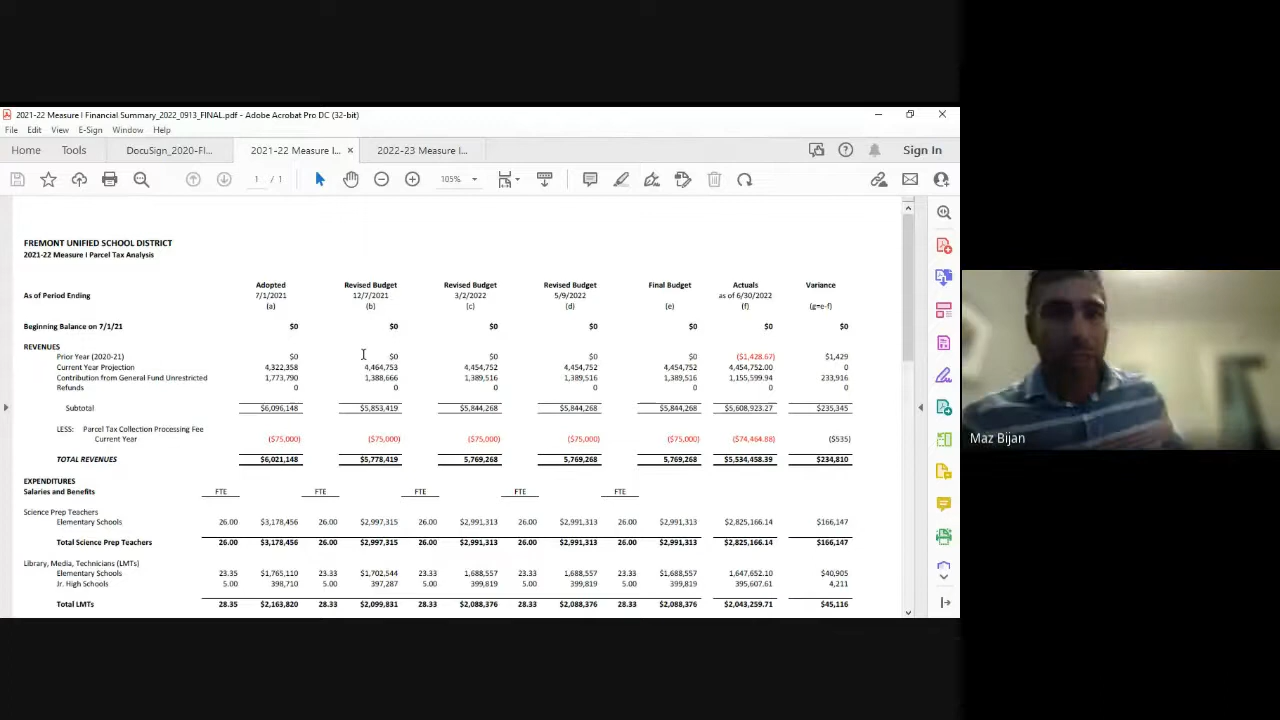 2021-22 Measure I Financial Summary_2022_0913_FINAL.pdf - Adobe Acrobat Pro DC (32-bit)
File Edit View E-Sign Window Help
Home Tools DocuSign_2020-FI... 2021-22 Measure I... × 2022-23 Measure I... Sign In
1 / 1 105%
FREMONT UNIFIED SCHOOL DISTRICT
2021-22 Measure I Parcel Tax Analysis
Adopted Revised Budget Revised Budget Revised Budget Final Budget Actuals Variance
As of Period Ending 7/1/2021 12/7/2021 3/2/2022 5/9/2022 as of 6/30/2022
(a) (b) (c) (d) (e) (f) (g=e-f)
Beginning Balance on 7/1/21 $0 $0 $0 $0 $0 $0 $0
REVENUES
Prior Year (2020-21) $0 $0 $0 $0 $0 ($1,428.67) $1,429
Current Year Projection 4,322,358 4,464,753 4,454,752 4,454,752 4,454,752 4,454,752.00 0
Contribution from General Fund Unrestricted 1,773,790 1,388,666 1,389,516 1,389,516 1,389,516 1,155,599.94 233,916
Refunds 0 0 0 0 0 0 0
Subtotal $6,096,148 $5,853,419 $5,844,268 $5,844,268 $5,844,268 $5,608,923.27 $235,345
LESS: Parcel Tax Collection Processing Fee
Current Year ($75,000) ($75,000) ($75,000) ($75,000) ($75,000) ($74,464.88) ($535)
TOTAL REVENUES $6,021,148 $5,778,419 5,769,268 5,769,268 5,769,268 $5,534,458.39 $234,810
EXPENDITURES
Salaries and Benefits FTE FTE FTE FTE FTE
Science Prep Teachers
Elementary Schools 26.00 $3,178,456 26.00 $2,997,315 26.00 $2,991,313 26.00 $2,991,313 26.00 $2,991,313 $2,825,166.14 $166,147
Total Science Prep Teachers 26.00 $3,178,456 26.00 $2,997,315 26.00 $2,991,313 26.00 $2,991,313 26.00 $2,991,313 $2,825,166.14 $166,147
Library, Media, Technicians (LMTs)
Elementary Schools 23.35 $1,765,110 23.33 $1,702,544 23.33 1,688,557 23.33 1,688,557 23.33 $1,688,557 1,647,652.10 $40,905
Jr. High Schools 5.00 398,710 5.00 397,287 5.00 399,819 5.00 399,819 5.00 399,819 395,607.61 4,211
Total LMTs 28.35 $2,163,820 28.33 $2,099,831 28.33 $2,088,376 28.33 $2,088,376 28.33 $2,088,376 $2,043,259.71 $45,116
Maz Bijan